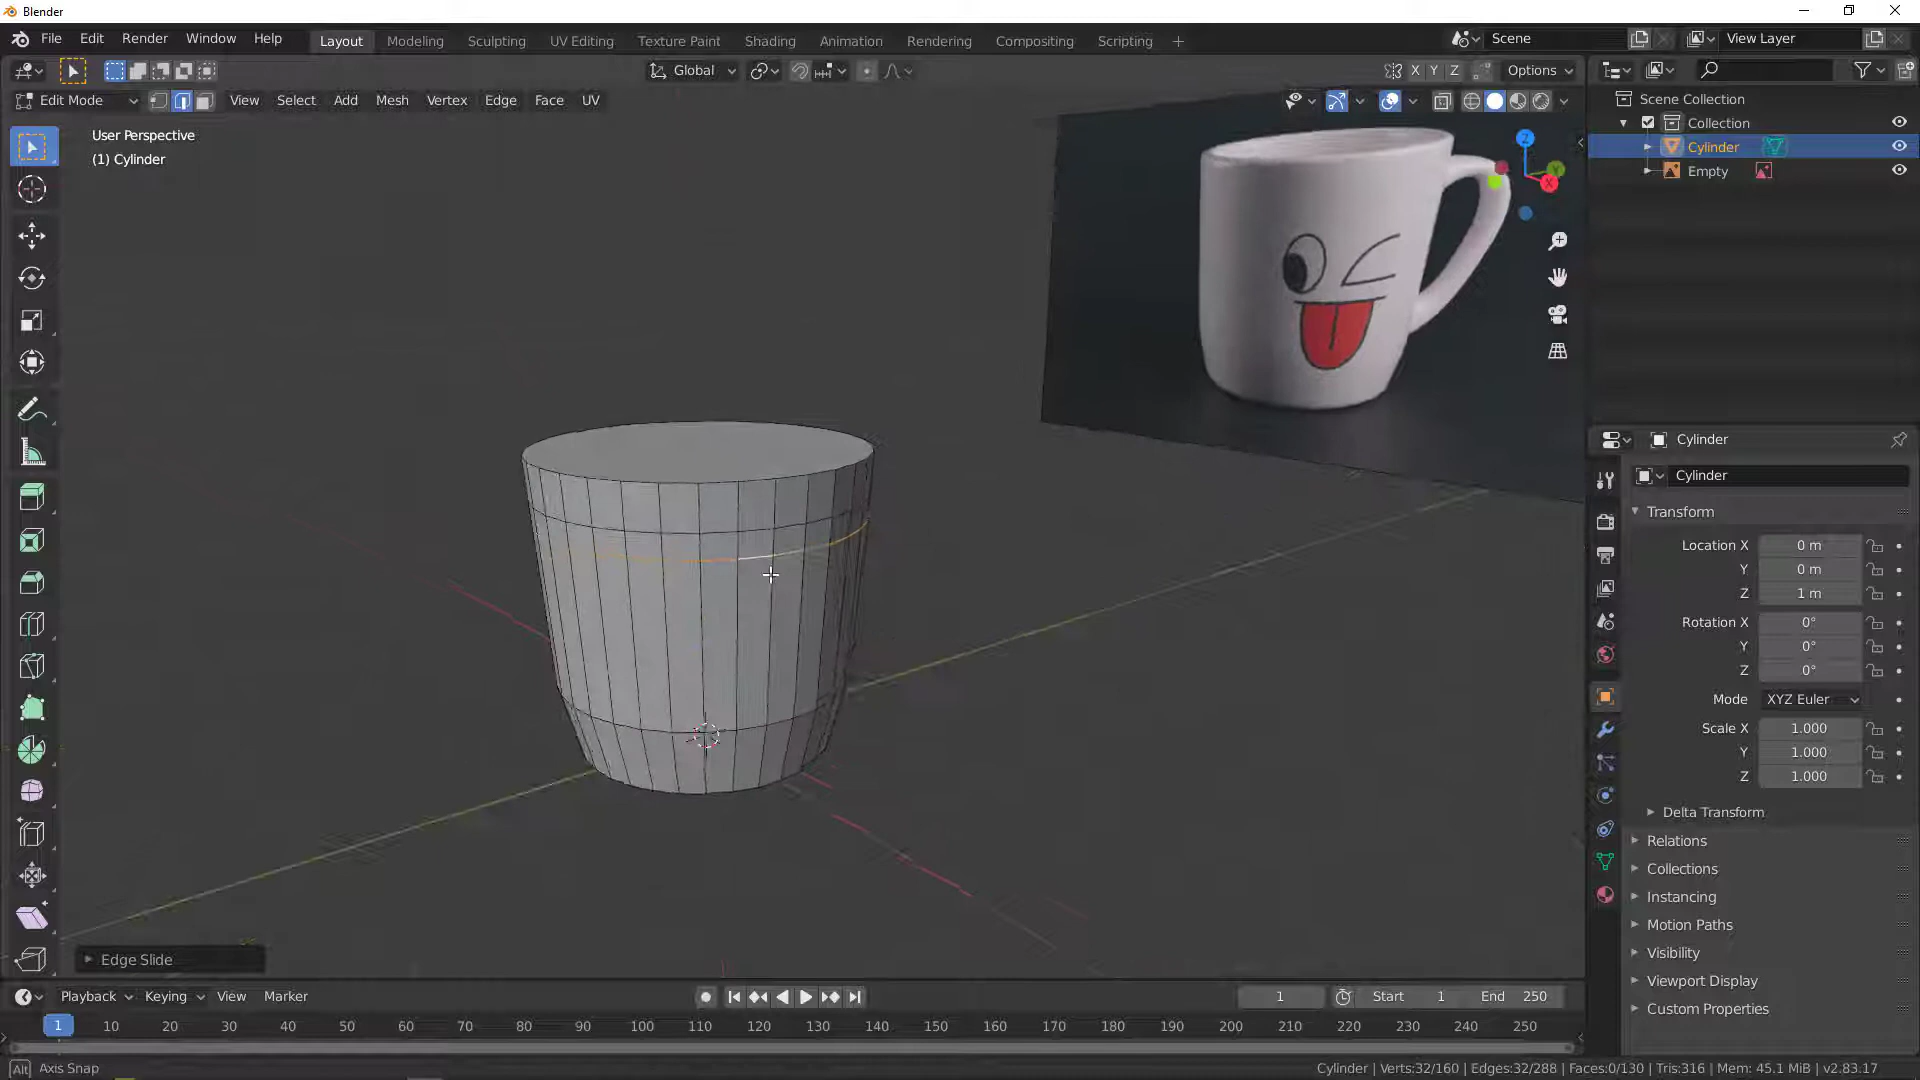 Blender
File Edit Render Window Help Layout Modeling Sculpting UV Editing Texture Paint Shading Animation Rendering Compositing Scripting + Scene View Layer
Global X Y Z Options
Edit Mode View Select Add Mesh Vertex Edge Face UV
User Perspective
(1) Cylinder
Z
Y
X
Scene Collection
Collection
Cylinder
Empty
Cylinder
Cylinder
Transform
Location X 0 m
Y 0 m
Z 1 m
Rotation X 0°
Y 0°
Z 0°
Mode XYZ Euler
Scale X 1.000
Y 1.000
Z 1.000
Delta Transform
Relations
Collections
Instancing
Motion Paths
Visibility
Viewport Display
Custom Properties
Edge Slide
Playback Keying View Marker 1 Start 1 End 250
1 10 20 30 40 50 60 70 80 90 100 110 120 130 140 150 160 170 180 190 200 210 220 230 240 250
Alt Axis Snap Cylinder | Verts:32/160 | Edges:32/288 | Faces:0/130 | Tris:316 | Mem: 45.1 MiB | v2.83.17